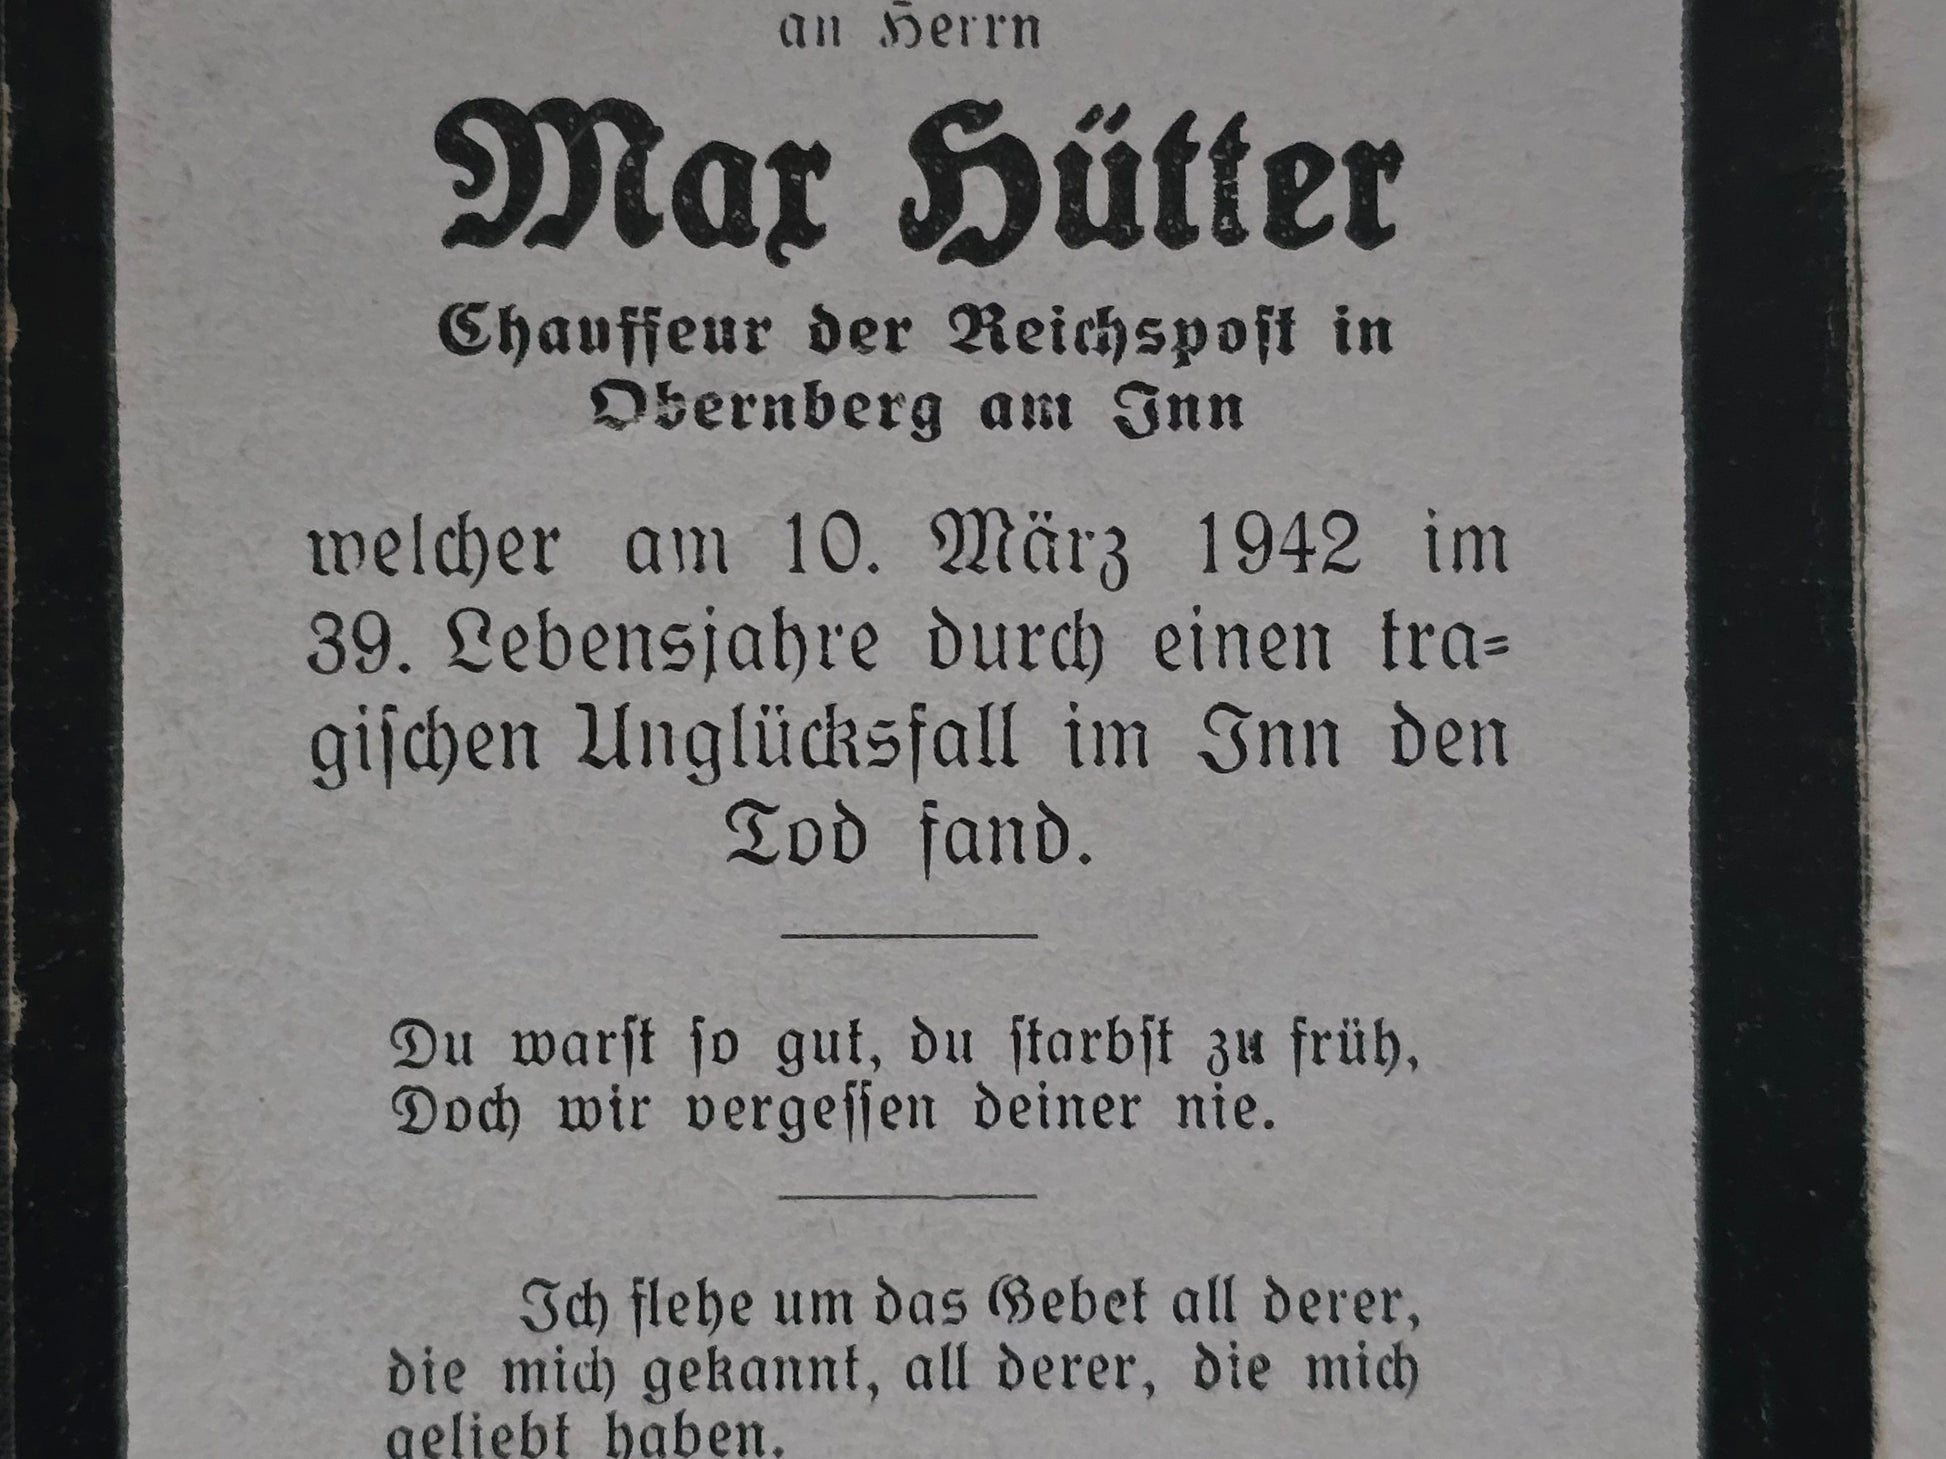 an Herrn
Max Hütter
Chauffeur der Reichspoſt in
Obernberg am Inn
welcher am 10. März 1942 im
39. Lebensjahre durch einen tra⸗
giſchen Unglücksfall im Inn den
Tod fand.
Du warſt ſo gut, du ſtarbſt zu früh,
Doch wir vergeſſen deiner nie.
Ich flehe um das Gebet all derer,
die mich gekannt, all derer, die mich
geliebt haben.